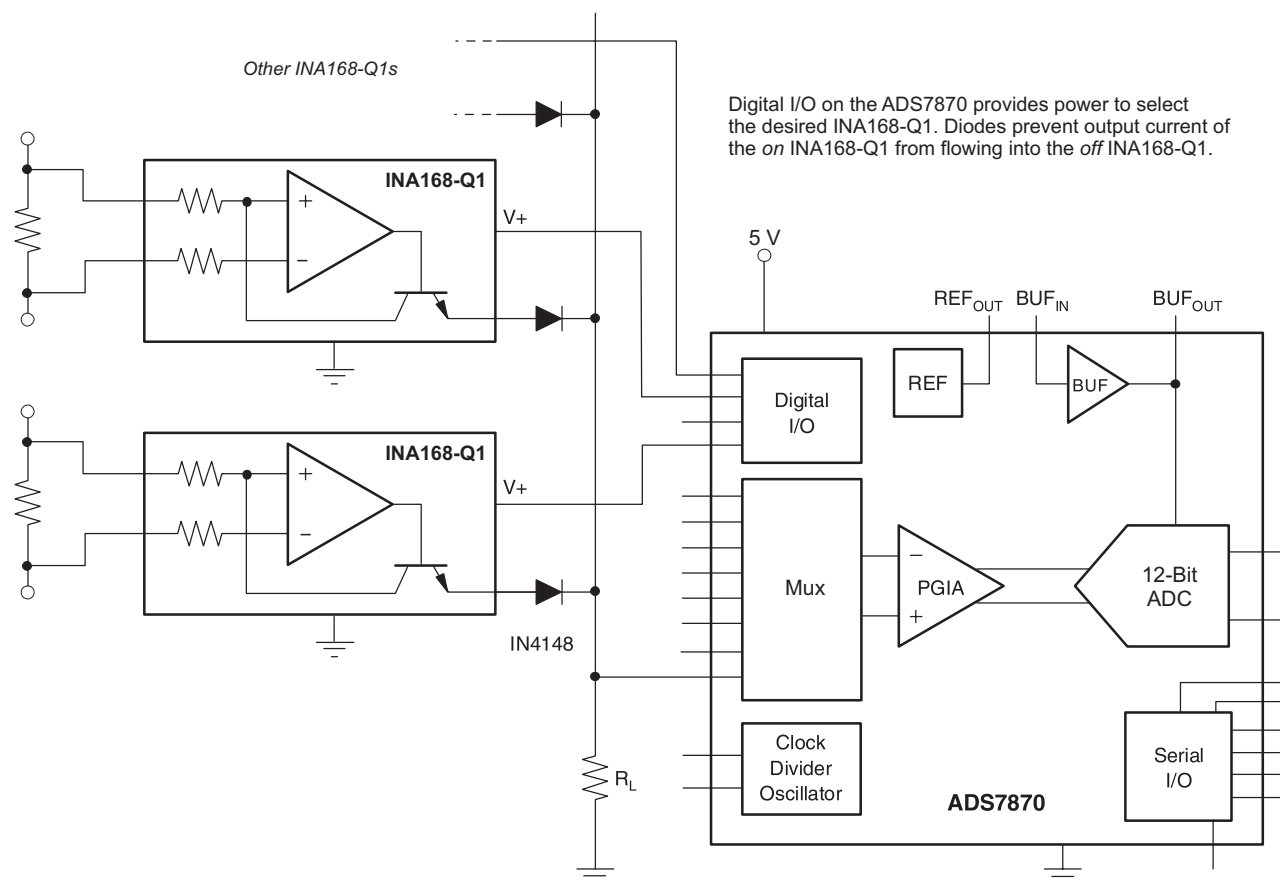 Other INA168-Q1s
Digital I/O on the ADS7870 provides power to select
the desired INA168-Q1. Diodes prevent output current of
the on INA168-Q1 from flowing into the off INA168-Q1.
INA168-Q1
+
−
V+
5 V
REFOUT
BUFIN
BUFOUT
REF
BUF
Digital
I/O
INA168-Q1
+
−
V+
IN4148
Mux
−
PGIA
+
12-Bit
ADC
RL
Clock
Divider
Oscillator
Serial
I/O
ADS7870